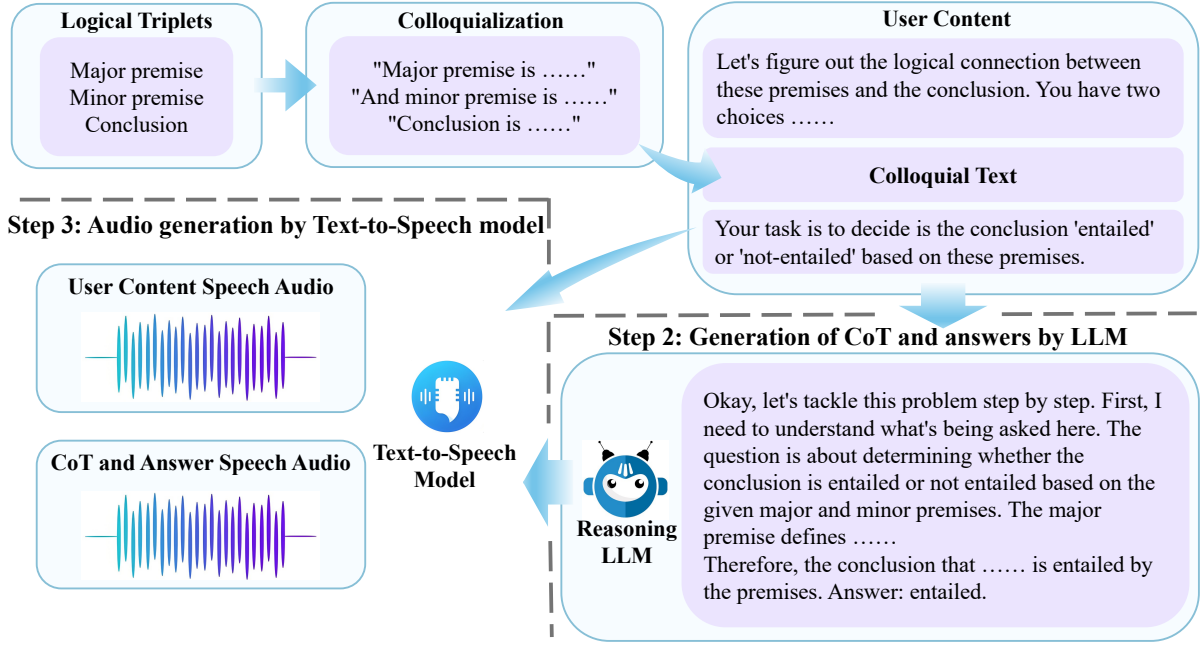 Logical Triplets
Major premise
Minor premise
Conclusion
Colloquialization
"Major premise is ……"
"And minor premise is ……"
"Conclusion is ……"
User Content
Let's figure out the logical connection between
these premises and the conclusion. You have two
choices ……
Colloquial Text
Your task is to decide is the conclusion 'entailed'
or 'not-entailed' based on these premises.
Step 2: Generation of CoT and answers by LLM
Reasoning
LLM
Okay, let's tackle this problem step by step. First, I
need to understand what's being asked here. The
question is about determining whether the
conclusion is entailed or not entailed based on the
given major and minor premises. The major
premise defines ……
Therefore, the conclusion that …… is entailed by
the premises. Answer: entailed.
Step 3: Audio generation by Text-to-Speech model
Text-to-Speech
Model
User Content Speech Audio
CoT and Answer Speech Audio